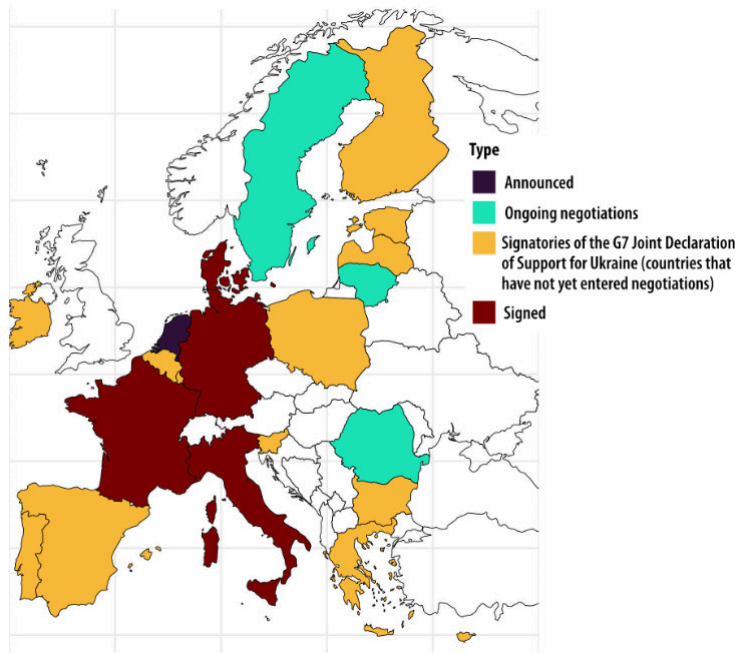 Type
Announced
Ongoing negotiations
Signatories of the G7 Joint Declaration
of Support for Ukraine (countries that
have not yet entered negotiations)
Signed